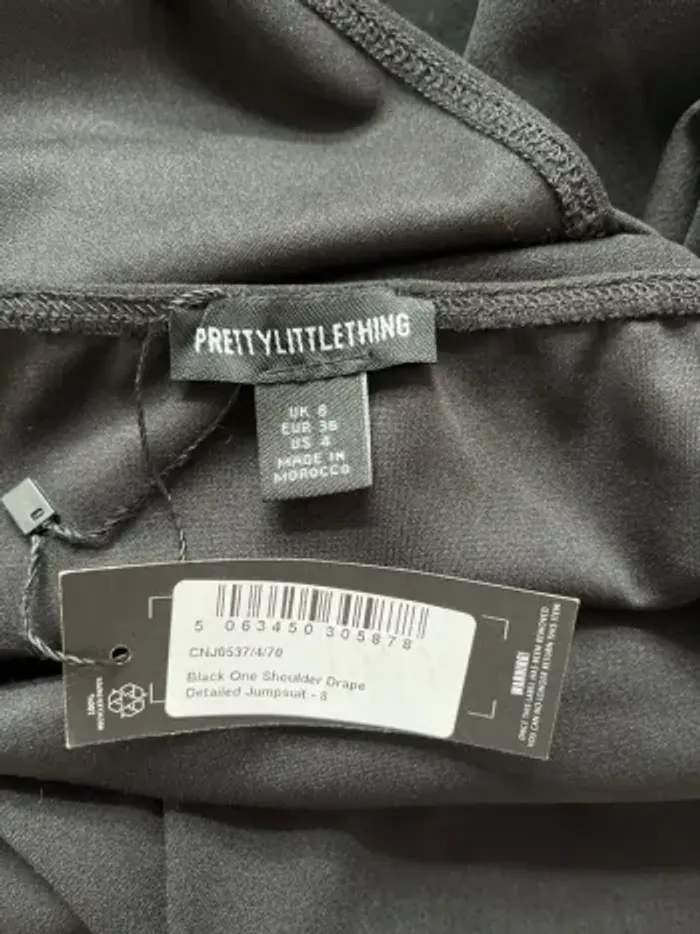 PRETTYLITTLETHING
UK 8
EUR 36
US 4
MADE IN
MOROCCO
5 063450 305878
CNJ0537/4/70
Black One Shoulder Drape
Detailed Jumpsuit - 8
100%
WARNING
ONCE THIS LABEL HAS BEEN REMOVED
YOU CAN NO LONGER RETURN THIS ITEM